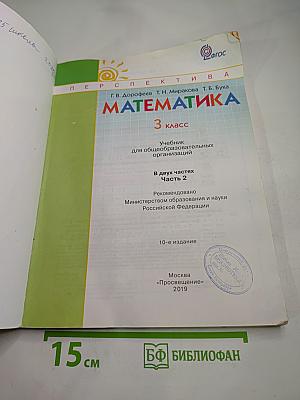 ФГОС
ПЕРСПЕКТИВА
Г. В. Дорофеев Т. Н. Миракова Т. Б. Бука
МАТЕМАТИКА
3 класс
Учебник
для общеобразовательных
организаций
В двух частях
Часть 2
Рекомендовано
Министерством образования и науки
Российской Федерации
10-е издание
Москва
«Просвещение»
2019
15 см
БФ БИБЛИОФАН